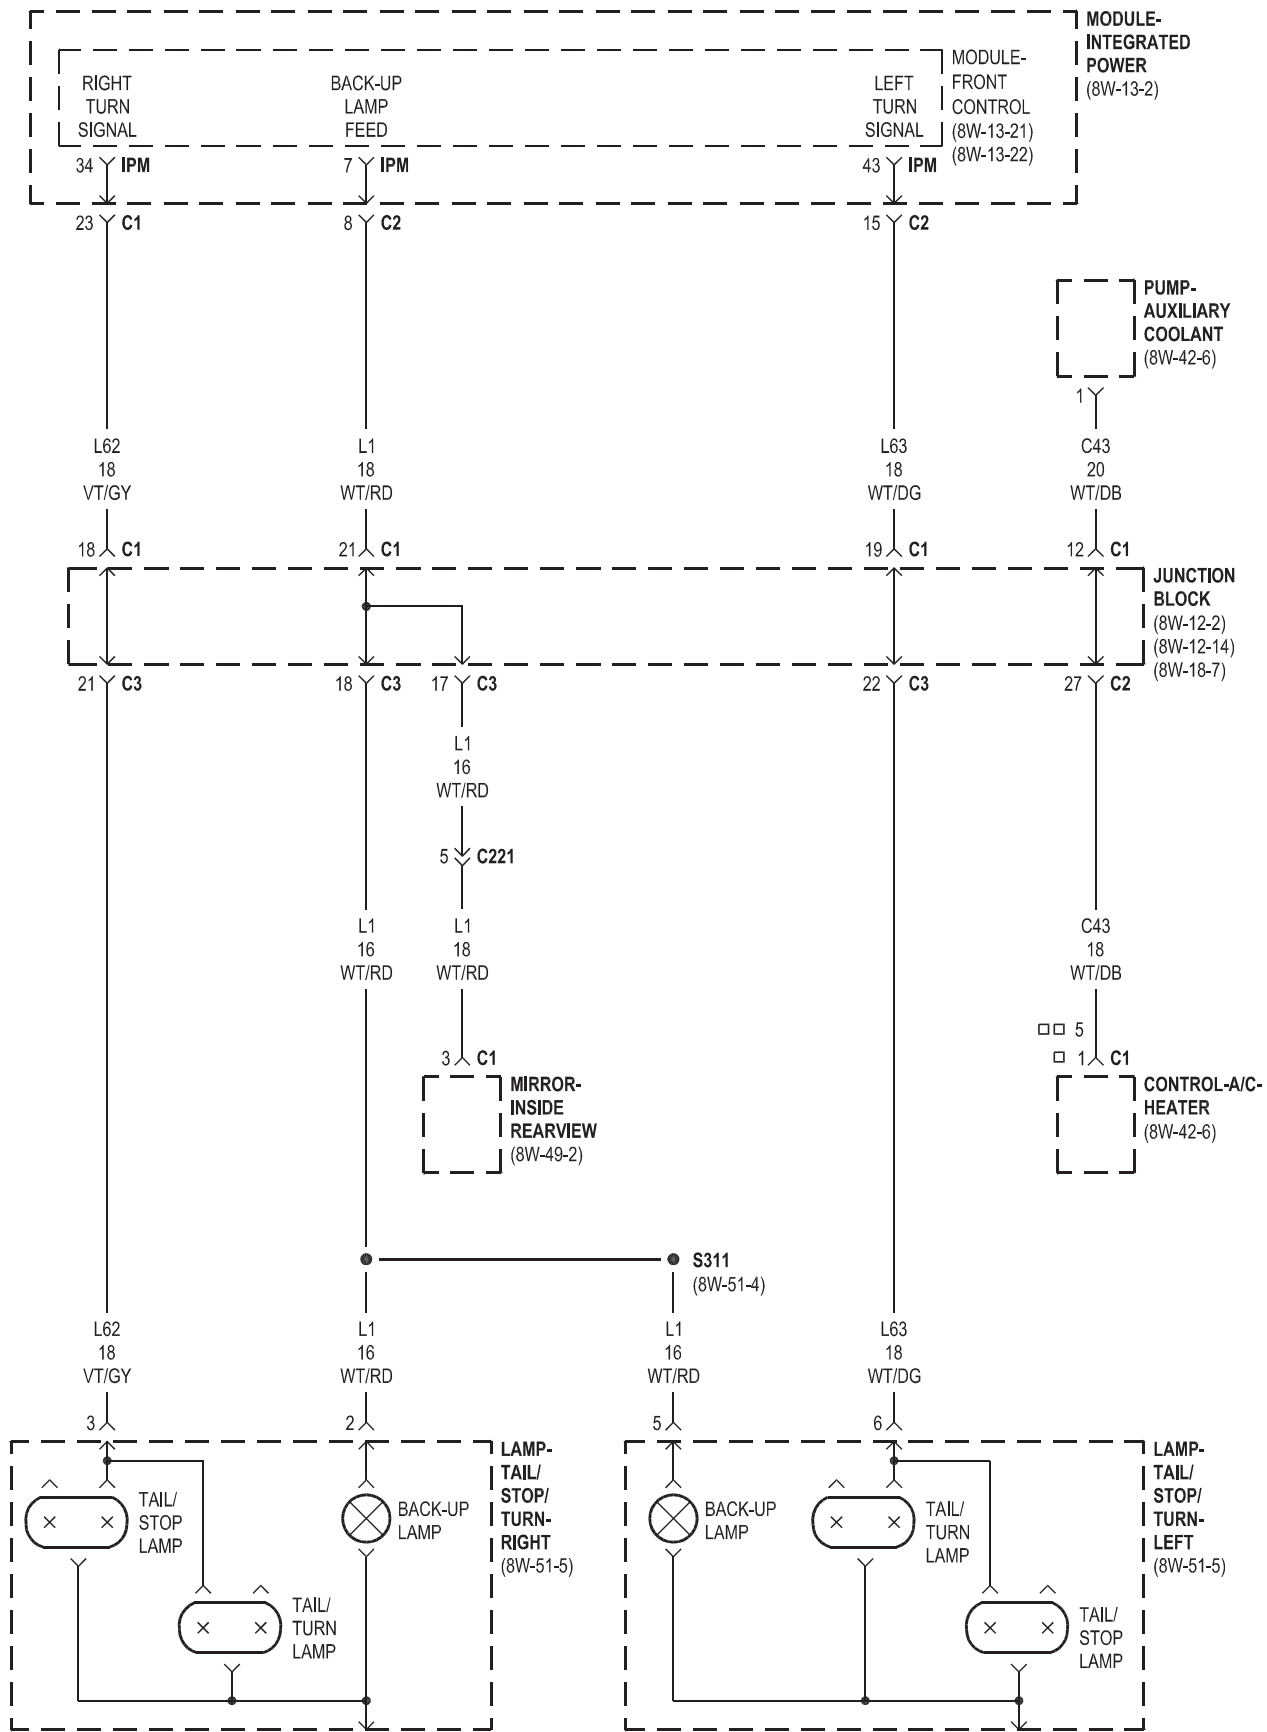 MODULE-
INTEGRATED
POWER
(8W-13-2)
MODULE-
FRONT
CONTROL
(8W-13-21)
(8W-13-22)
RIGHT
TURN
SIGNAL
BACK-UP
LAMP
FEED
LEFT
TURN
SIGNAL
34 IPM
7 IPM
43 IPM
23 C1
8 C2
15 C2
PUMP-
AUXILIARY
COOLANT
(8W-42-6)
1
L62
18
VT/GY
L1
18
WT/RD
L63
18
WT/DG
C43
20
WT/DB
18 C1
21 C1
19 C1
12 C1
JUNCTION
BLOCK
(8W-12-2)
(8W-12-14)
(8W-18-7)
21 C3
18 C3
17 C3
22 C3
27 C2
L1
16
WT/RD
5 C221
L1
16
WT/RD
L1
18
WT/RD
C43
18
WT/DB
5
3 C1
1 C1
MIRROR-
INSIDE
REARVIEW
(8W-49-2)
CONTROL-A/C-
HEATER
(8W-42-6)
S311
(8W-51-4)
L62
18
VT/GY
L1
16
WT/RD
L1
16
WT/RD
L63
18
WT/DG
3
2
5
6
LAMP-
TAIL/
STOP/
TURN-
RIGHT
(8W-51-5)
LAMP-
TAIL/
STOP/
TURN-
LEFT
(8W-51-5)
TAIL/
STOP
LAMP
BACK-UP
LAMP
BACK-UP
LAMP
TAIL/
TURN
LAMP
TAIL/
TURN
LAMP
TAIL/
STOP
LAMP